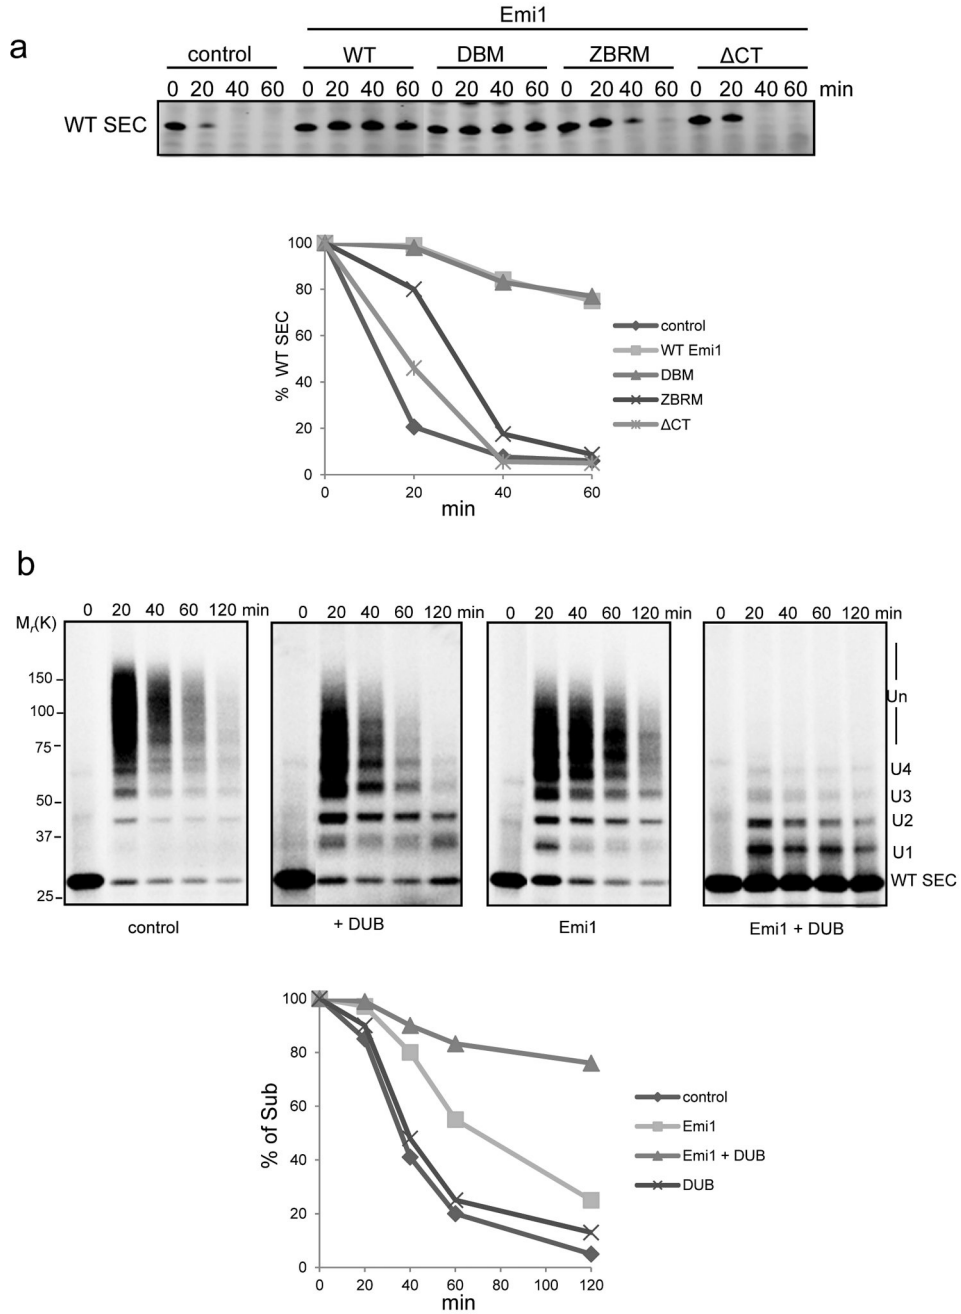 Emi1
a
control WT DBM ZBRM ΔCT
0 20 40 60 0 20 40 60 0 20 40 60 0 20 40 60 0 20 40 60 min
WT SEC
100
80
60
40
20
0
% WT SEC
0 20 40 60
min
control
WT Emi1
DBM
ZBRM
ΔCT
b
0 20 40 60 120 min 0 20 40 60 120 min 0 20 40 60 120 min 0 20 40 60 120 min
Mr(K)
150
100
75
50
37
25
Un
U4
U3
U2
U1
WT SEC
control + DUB Emi1 Emi1 + DUB
100
80
60
40
20
0
% of Sub
0 20 40 60 80 100 120
min
control
Emi1
Emi1 + DUB
DUB